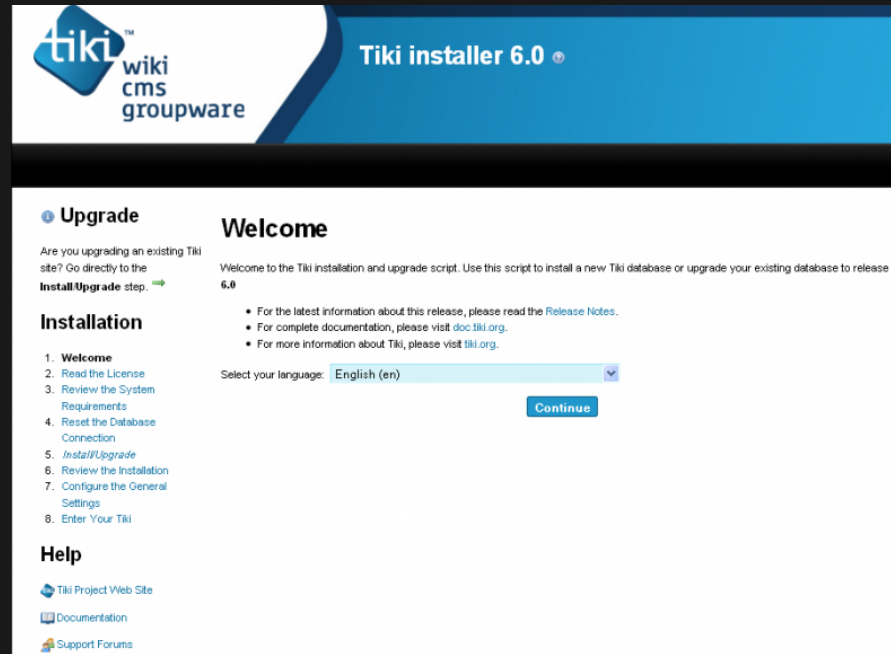 tiki™
wiki
cms
groupware
Tiki installer 6.0
Upgrade
Are you upgrading an existing Tiki
site? Go directly to the
Install/Upgrade step.
Installation
1. Welcome
2. Read the License
3. Review the System
Requirements
4. Reset the Database
Connection
5. Install/Upgrade
6. Review the Installation
7. Configure the General
Settings
8. Enter Your Tiki
Help
Tiki Project Web Site
Documentation
Support Forums
Welcome
Welcome to the Tiki installation and upgrade script. Use this script to install a new Tiki database or upgrade your existing database to release
6.0
• For the latest information about this release, please read the Release Notes.
• For complete documentation, please visit doc.tiki.org.
• For more information about Tiki, please visit tiki.org.
Select your language: English (en)
Continue